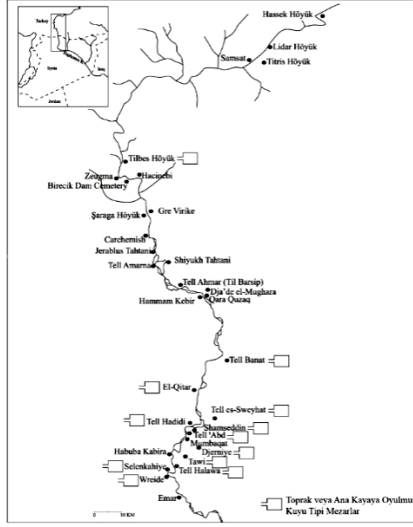 Turkey
Syria
Iraq
Jordan
Hassek Höyük
Lidar Höyük
Samsat
Titris Höyük
Tilbes Höyük
Zeugma
Hacinebi
Birecik Dam Cemetery
Gre Virike
Şaraga Höyük
Carchemish
Jerablus Tahtani
Shiyukh Tahtani
Tell Amarna
Tell Ahmar (Til Barsip)
Dja'de el-Mughara
Qara Quzaq
Hammam Kebir
Tell Banat
El-Qitar
Tell es-Sweyhat
Tell Hadidi
Shamseddin
Tell 'Abd
Mumbaqat
Djerniye
Habuba Kabira
Tawi
Selenkahiye
Tell Halawa
Wreide
Emar
10 KM
Toprak veya Ana Kayaya Oyulmuş
Kuyu Tipi Mezarlar